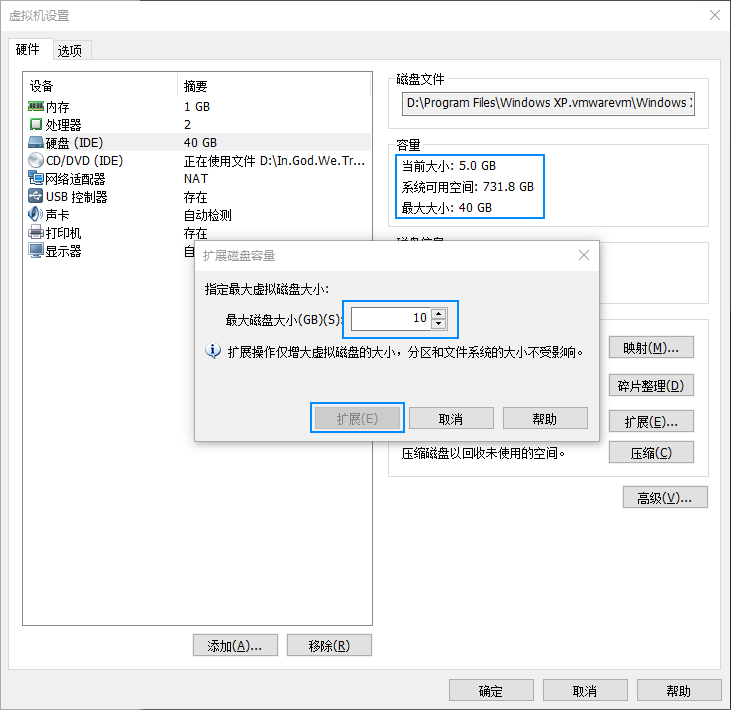 虚拟机设置
硬件 选项
设备 摘要
内存 1 GB
处理器 2
硬盘 (IDE) 40 GB
CD/DVD (IDE) 正在使用文件 D:\In.God.We.Tr...
网络适配器 NAT
USB 控制器 存在
声卡 自动检测
打印机 存在
显示器
磁盘文件
D:\Program Files\Windows XP.vmwarevm\Windows
容量
当前大小: 5.0 GB
系统可用空间: 731.8 GB
最大大小: 40 GB
扩展磁盘容量
指定最大虚拟磁盘大小:
最大磁盘大小(GB)(S): 10
扩展操作仅增大虚拟磁盘的大小，分区和文件系统的大小不受影响。
扩展(E) 取消 帮助
映射(M)...
碎片整理(D)
扩展(E)...
压缩磁盘以回收未使用的空间。 压缩(C)
高级(V)...
添加(A)... 移除(R)
确定 取消 帮助